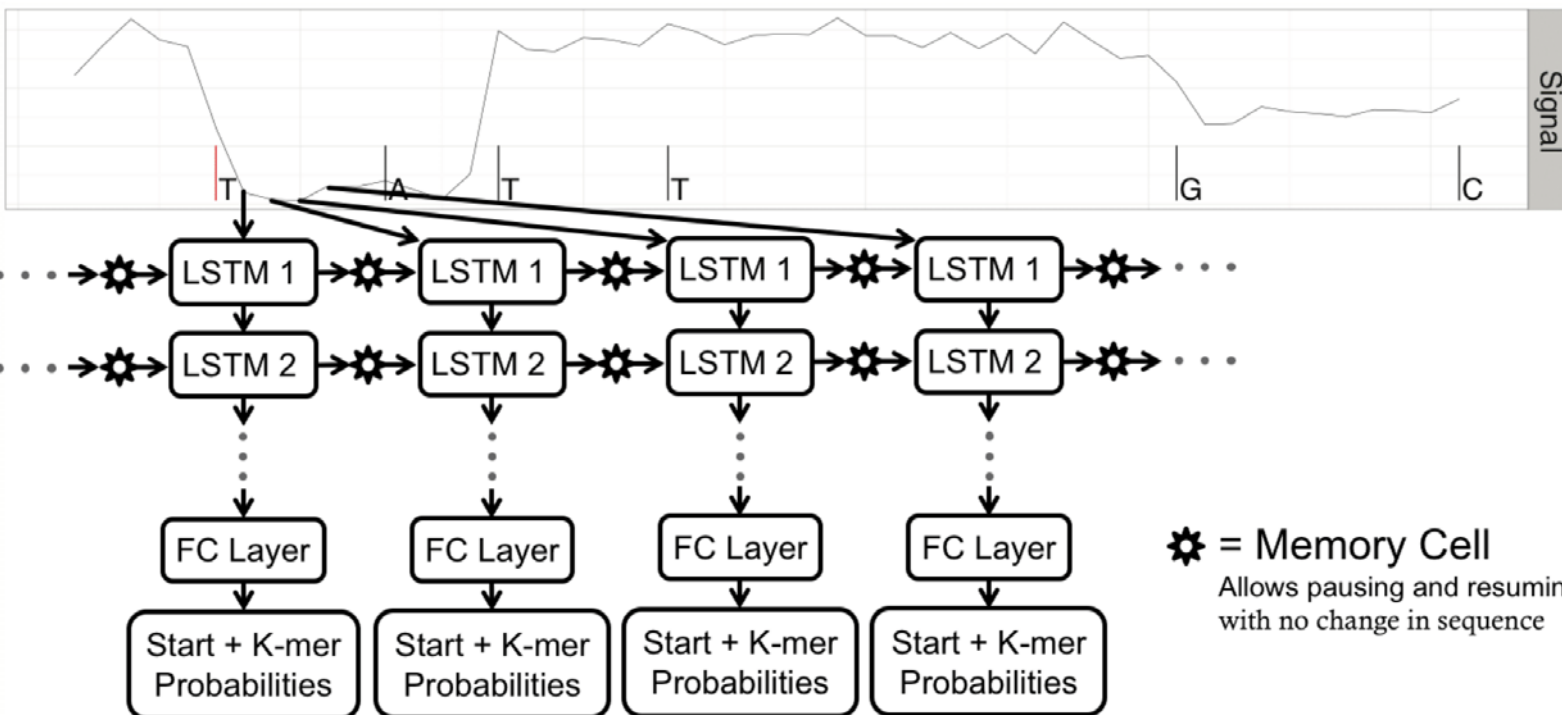 Signal
T
A
T
T
G
C
LSTM 1
LSTM 1
LSTM 1
LSTM 1
LSTM 2
LSTM 2
LSTM 2
LSTM 2
FC Layer
FC Layer
FC Layer
FC Layer
= Memory Cell
Allows pausing and resumin
with no change in sequence
Start + K-mer
Probabilities
Start + K-mer
Probabilities
Start + K-mer
Probabilities
Start + K-mer
Probabilities